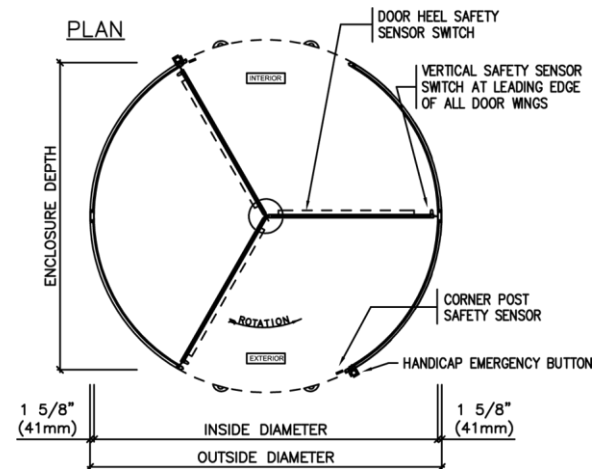 PLAN
DOOR HEEL SAFETY
SENSOR SWITCH
INTERIOR
VERTICAL SAFETY SENSOR
SWITCH AT LEADING EDGE
OF ALL DOOR WINGS
ENCLOSURE DEPTH
ROTATION
CORNER POST
SAFETY SENSOR
EXTERIOR
HANDICAP EMERGENCY BUTTON
1 5/8"
(41mm)
INSIDE DIAMETER
1 5/8"
(41mm)
OUTSIDE DIAMETER